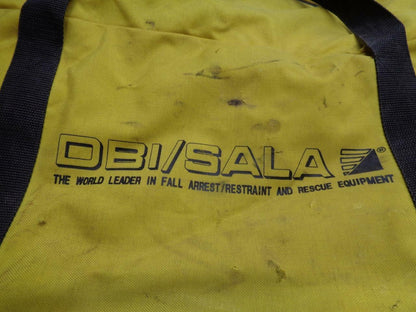 DBI/SALA ®
THE WORLD LEADER IN FALL ARREST/RESTRAINT AND RESCUE EQUIPMENT